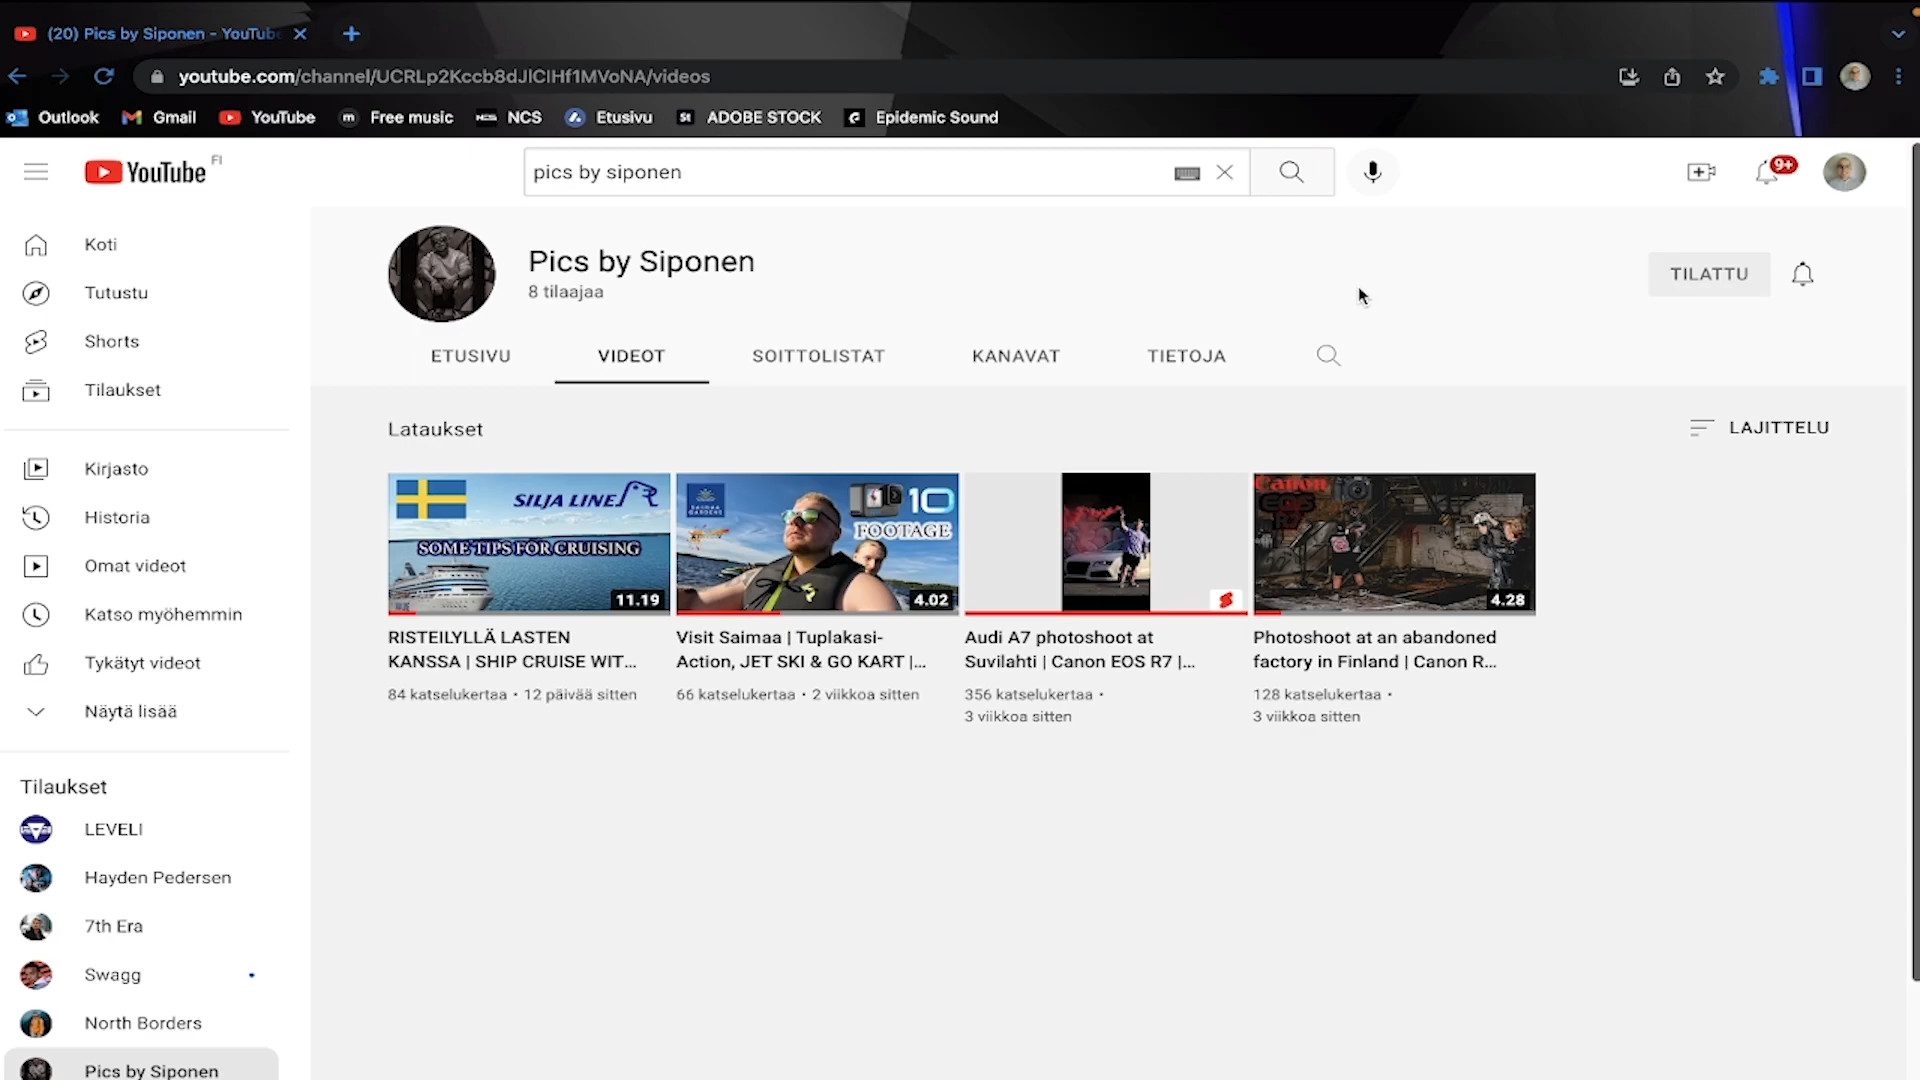 (20) Pics by Siponen - YouTube
youtube.com/channel/UCRLp2Kccb8dJlClHf1MVoNA/videos
Outlook Gmail YouTube Free music NCS Etusivu ADOBE STOCK Epidemic Sound
YouTube FI
pics by siponen
9+
Koti
Tutustu
Shorts
Tilaukset
Kirjasto
Historia
Omat videot
Katso myöhemmin
Tykätyt videot
Näytä lisää
Tilaukset
LEVELI
Hayden Pedersen
7th Era
Swagg
North Borders
Pics by Siponen
Pics by Siponen
8 tilaajaa
TILATTU
ETUSIVU VIDEOT SOITTOLISTAT KANAVAT TIETOJA
Lataukset
LAJITTELU
SILJA LINE
SOME TIPS FOR CRUISING
11.19
RISTEILYLLÄ LASTEN
KANSSA | SHIP CRUISE WIT...
84 katselukertaa • 12 päivää sitten
10
FOOTAGE
4.02
Visit Saimaa | Tuplakasi-
Action, JET SKI & GO KART |...
66 katselukertaa • 2 viikkoa sitten
Audi A7 photoshoot at
Suvilahti | Canon EOS R7 |...
356 katselukertaa •
3 viikkoa sitten
Canon
EOS
R7
4.28
Photoshoot at an abandoned
factory in Finland | Canon R...
128 katselukertaa •
3 viikkoa sitten